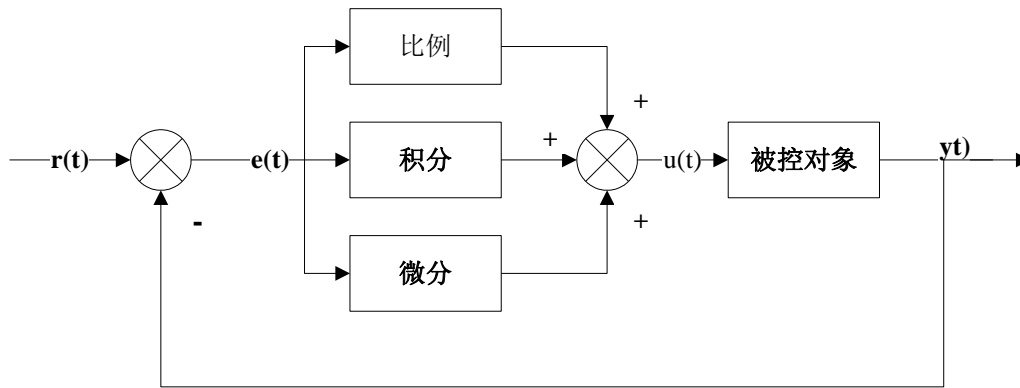 比例
+
r(t)
e(t)
积分
+
u(t)
被控对象
yt)
-
微分
+